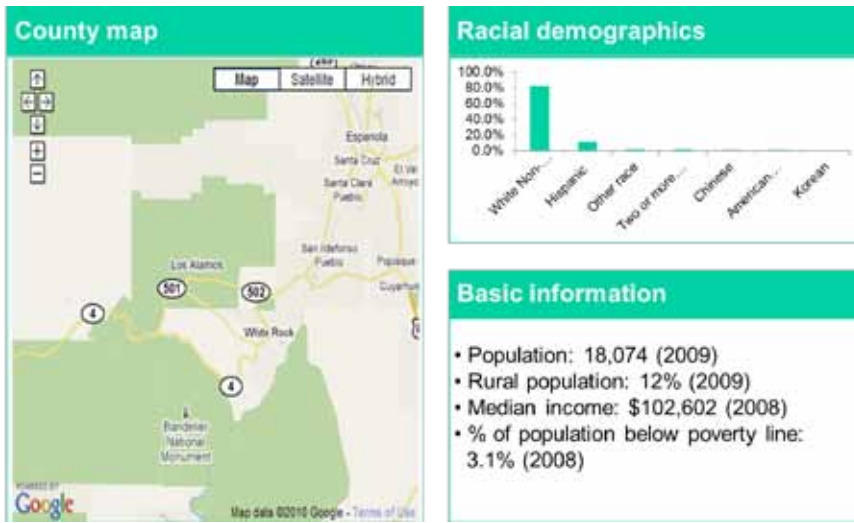 County map
Map Satellite Hybrid
Espanola
Santa Cruz
Santa Clara
Pueblo
El Val
Arroyo
San Ildefonso
Pueblo
Pojoaque
Los Alamos
501
502
4
White Rock
4
Bandelier
National
Monument
POWERED BY
Google
Map data ©2010 Google - Terms of Use
Racial demographics
100.0%
80.0%
60.0%
40.0%
20.0%
0.0%
White Non-...
Hispanic
Other race
Two or more...
Chinese
American...
Korean
Basic information
• Population: 18,074 (2009)
• Rural population: 12% (2009)
• Median income: $102,602 (2008)
• % of population below poverty line:
3.1% (2008)